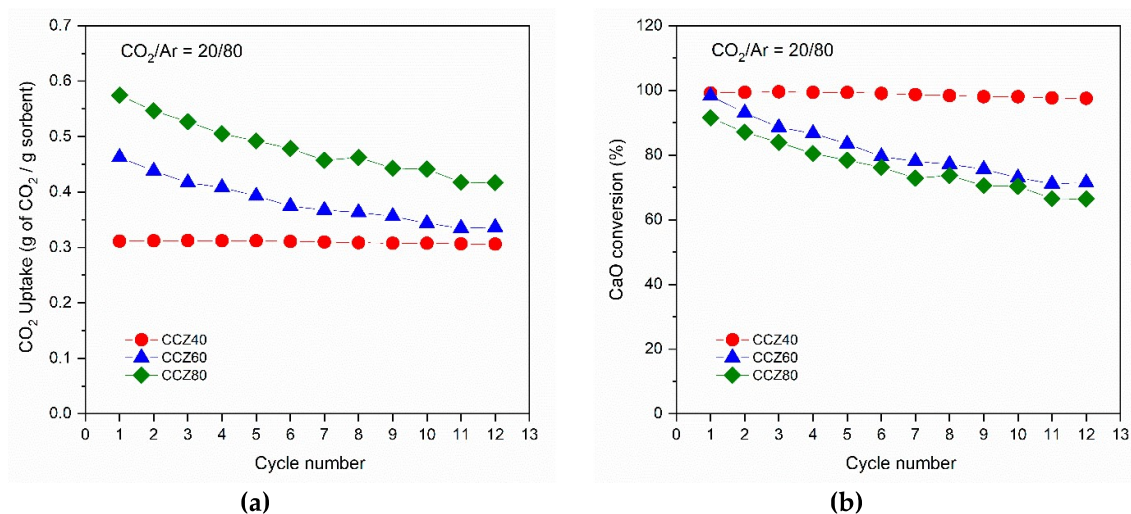 CO₂/Ar = 20/80
CO₂ Uptake (g of CO₂ / g sorbent)
0.7
0.6
0.5
0.4
0.3
0.2
0.1
0.0
CCZ40
CCZ60
CCZ80
0 1 2 3 4 5 6 7 8 9 10 11 12 13
Cycle number
(a)
CO₂/Ar = 20/80
CaO conversion (%)
120
100
80
60
40
20
0
CCZ40
CCZ60
CCZ80
0 1 2 3 4 5 6 7 8 9 10 11 12 13
Cycle number
(b)